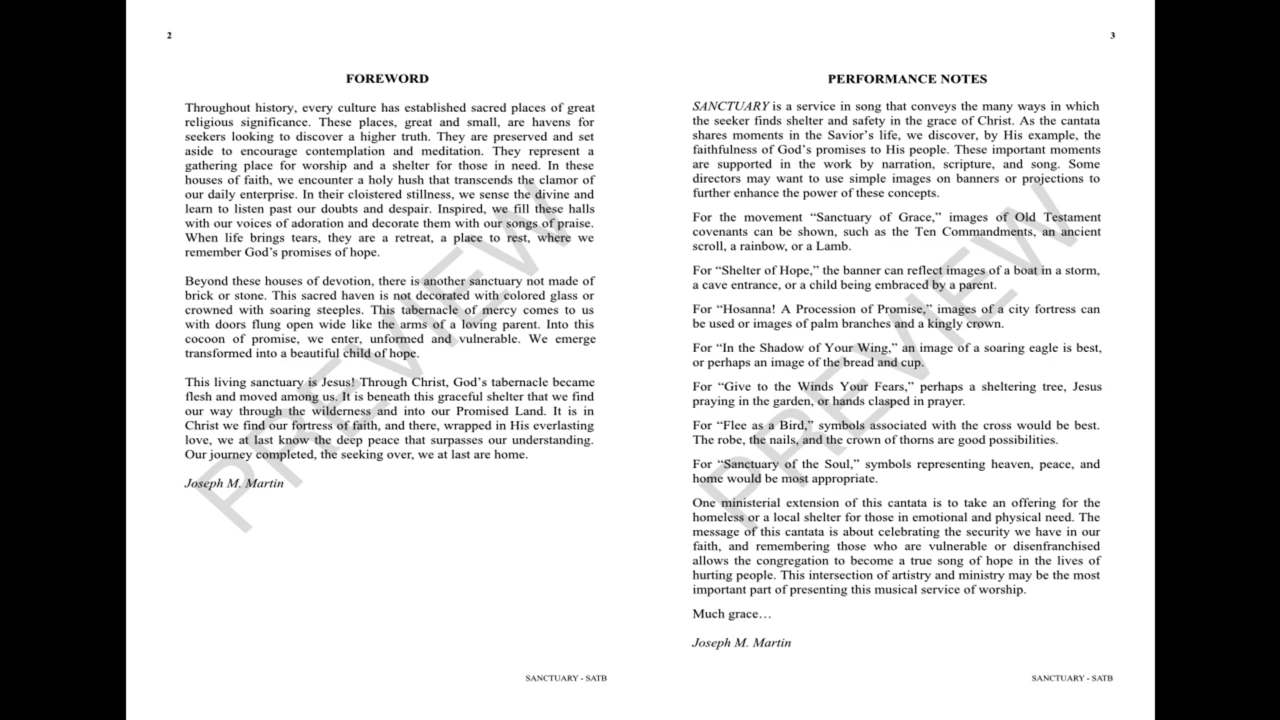 2
FOREWORD
Throughout history, every culture has established sacred places of great
religious significance. These places, great and small, are havens for
seekers looking to discover a higher truth. They are preserved and set
aside to encourage contemplation and meditation. They represent a
gathering place for worship and a shelter for those in need. In these
houses of faith, we encounter a holy hush that transcends the clamor of
our daily enterprise. In their cloistered stillness, we sense the divine and
learn to listen past our doubts and despair. Inspired, we fill these halls
with our voices of adoration and decorate them with our songs of praise.
When life brings tears, they are a retreat, a place to rest, where we
remember God’s promises of hope.
Beyond these houses of devotion, there is another sanctuary not made of
brick or stone. This sacred haven is not decorated with colored glass or
crowned with soaring steeples. This tabernacle of mercy comes to us
with doors flung open wide like the arms of a loving parent. Into this
cocoon of promise, we enter, unformed and vulnerable. We emerge
transformed into a beautiful child of hope.
This living sanctuary is Jesus! Through Christ, God’s tabernacle became
flesh and moved among us. It is beneath this graceful shelter that we find
our way through the wilderness and into our Promised Land. It is in
Christ we find our fortress of faith, and there, wrapped in His everlasting
love, we at last know the deep peace that surpasses our understanding.
Our journey completed, the seeking over, we at last are home.
Joseph M. Martin
PREVIEW
SANCTUARY - SATB
3
PERFORMANCE NOTES
SANCTUARY is a service in song that conveys the many ways in which
the seeker finds shelter and safety in the grace of Christ. As the cantata
shares moments in the Savior’s life, we discover, by His example, the
faithfulness of God’s promises to His people. These important moments
are supported in the work by narration, scripture, and song. Some
directors may want to use simple images on banners or projections to
further enhance the power of these concepts.
For the movement “Sanctuary of Grace,” images of Old Testament
covenants can be shown, such as the Ten Commandments, an ancient
scroll, a rainbow, or a Lamb.
For “Shelter of Hope,” the banner can reflect images of a boat in a storm,
a cave entrance, or a child being embraced by a parent.
For “Hosanna! A Procession of Promise,” images of a city fortress can
be used or images of palm branches and a kingly crown.
For “In the Shadow of Your Wing,” an image of a soaring eagle is best,
or perhaps an image of the bread and cup.
For “Give to the Winds Your Fears,” perhaps a sheltering tree, Jesus
praying in the garden, or hands clasped in prayer.
For “Flee as a Bird,” symbols associated with the cross would be best.
The robe, the nails, and the crown of thorns are good possibilities.
For “Sanctuary of the Soul,” symbols representing heaven, peace, and
home would be most appropriate.
One ministerial extension of this cantata is to take an offering for the
homeless or a local shelter for those in emotional and physical need. The
message of this cantata is about celebrating the security we have in our
faith, and remembering those who are vulnerable or disenfranchised
allows the congregation to become a true song of hope in the lives of
hurting people. This intersection of artistry and ministry may be the most
important part of presenting this musical service of worship.
Much grace…
Joseph M. Martin
PREVIEW
SANCTUARY - SATB